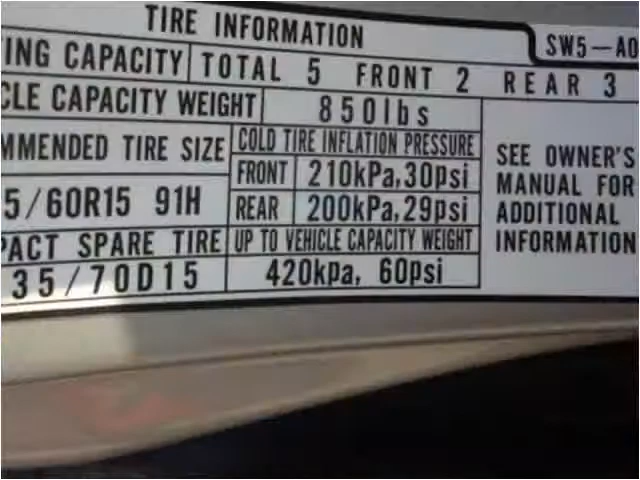 TIRE INFORMATION
SW5-A0
ING CAPACITY TOTAL 5 FRONT 2 REAR 3
CLE CAPACITY WEIGHT 850lbs
MMENDED TIRE SIZE COLD TIRE INFLATION PRESSURE
FRONT 210kPa,30psi
5/60R15 91H
REAR 200kPa,29psi
PACT SPARE TIRE UP TO VEHICLE CAPACITY WEIGHT
35/70D15 420kpa, 60psi
SEE OWNER'S
MANUAL FOR
ADDITIONAL
INFORMATION